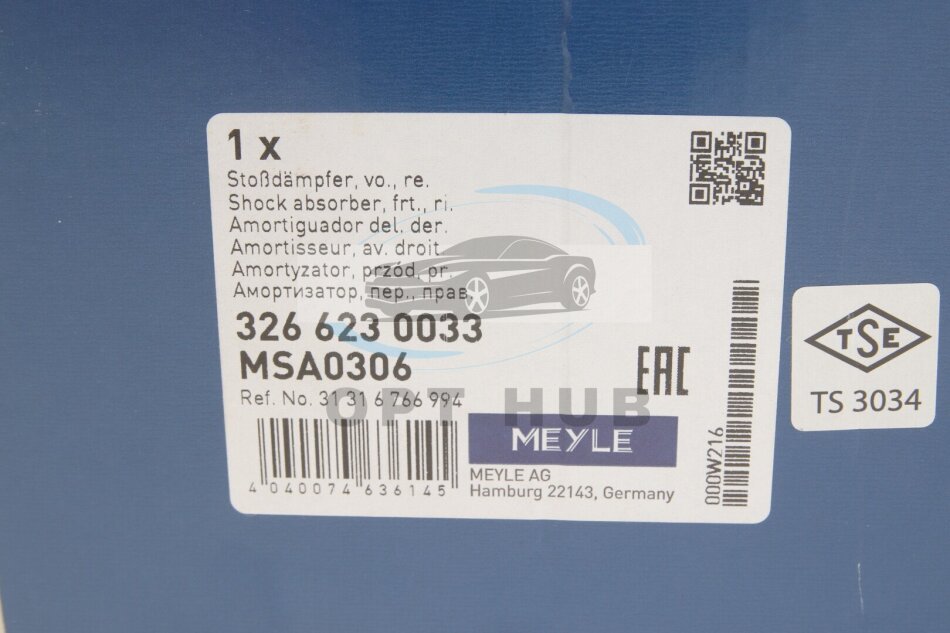 1 x
Stoßdämpfer, vo., re.
Shock absorber, frt., ri.
Amortiguador del. der.
Amortisseur, av. droit
Amortyzator, przód, pr.
Амортизатор, пер., прав.
326 623 0033
MSA0306
Ref. No. 31 31 6 766 994
OPT HUB
EAC
MEYLE
MEYLE AG
Hamburg 22143, Germany
4 040074 636145
000W216
TSE
TS 3034